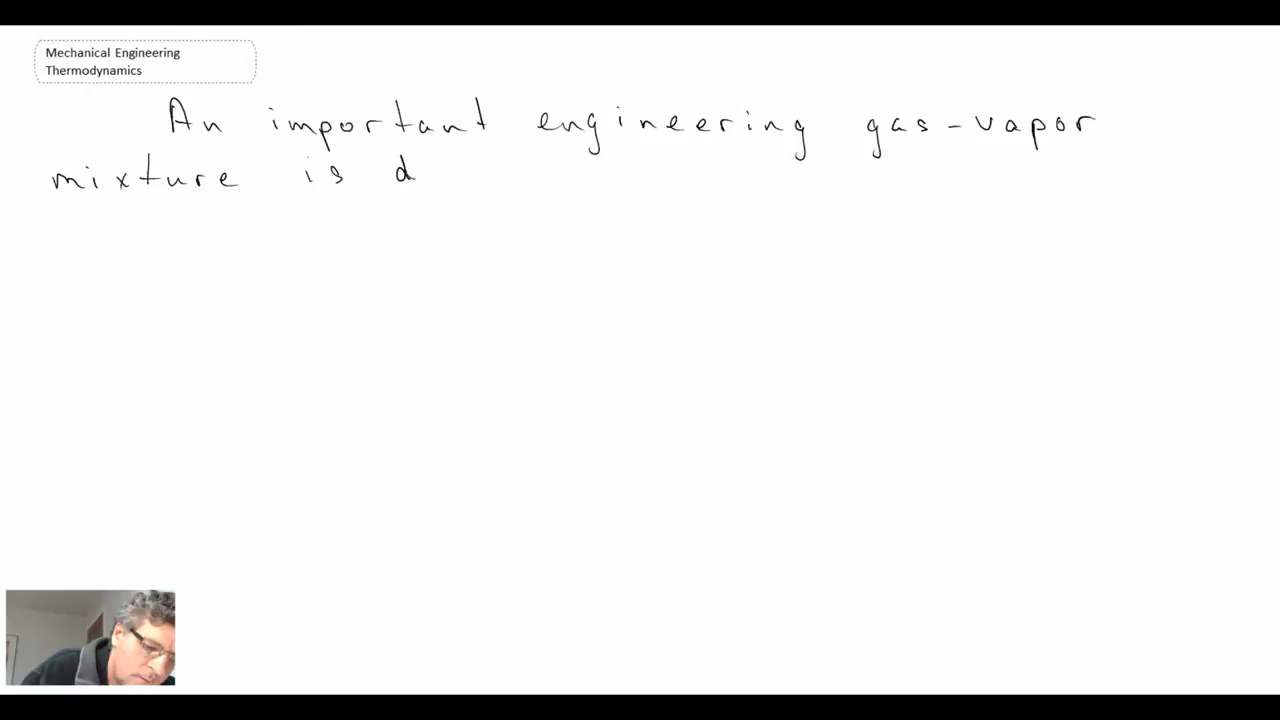 Mechanical Engineering
Thermodynamics
An important engineering gas-vapor
mixture is d